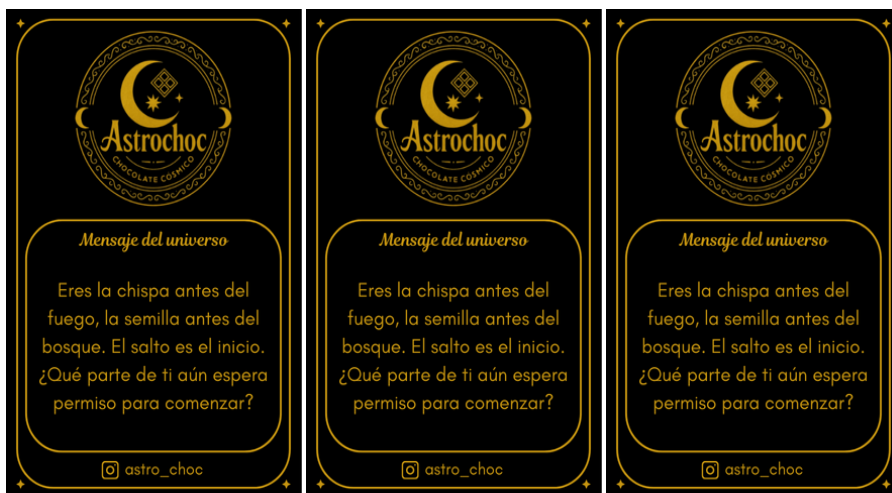 Astrochoc
CHOCOLATE CÓSMICO
Mensaje del universo
Eres la chispa antes del
fuego, la semilla antes del
bosque. El salto es el inicio.
¿Qué parte de ti aún espera
permiso para comenzar?
astro_choc
Astrochoc
CHOCOLATE CÓSMICO
Mensaje del universo
Eres la chispa antes del
fuego, la semilla antes del
bosque. El salto es el inicio.
¿Qué parte de ti aún espera
permiso para comenzar?
astro_choc
Astrochoc
CHOCOLATE CÓSMICO
Mensaje del universo
Eres la chispa antes del
fuego, la semilla antes del
bosque. El salto es el inicio.
¿Qué parte de ti aún espera
permiso para comenzar?
astro_choc